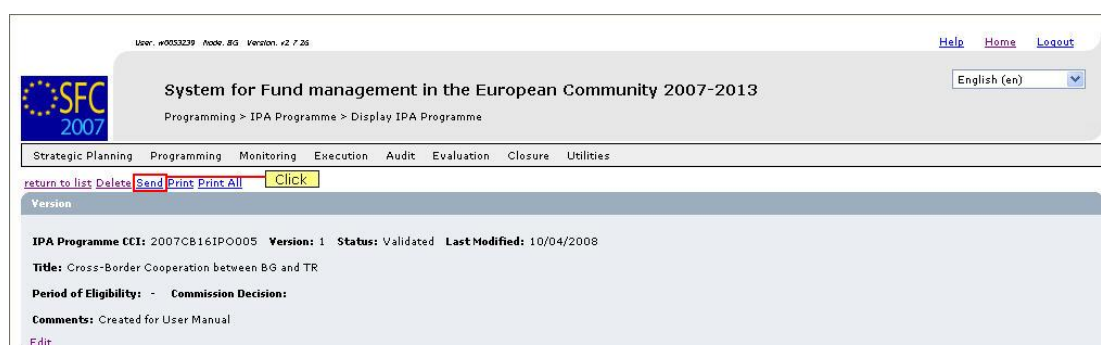 User. w0053239 Node. BG Version. v2 7 26
Help Home Logout
English (en)
SFC
2007
System for Fund management in the European Community 2007-2013
Programming > IPA Programme > Display IPA Programme
Strategic Planning Programming Monitoring Execution Audit Evaluation Closure Utilities
return to list Delete Send Print Print All Click
Version
IPA Programme CCI: 2007CB16IPO005 Version: 1 Status: Validated Last Modified: 10/04/2008
Title: Cross-Border Cooperation between BG and TR
Period of Eligibility: - Commission Decision:
Comments: Created for User Manual
Edit